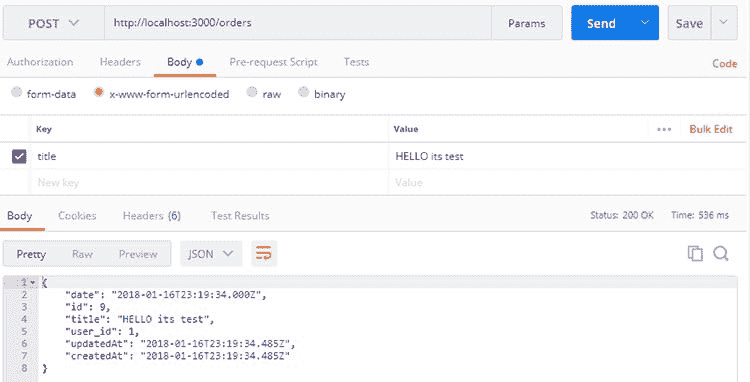 POST http://localhost:3000/orders Params Send Save
Authorization Headers Body Pre-request Script Tests Code
form-data x-www-form-urlencoded raw binary
Key Value ••• Bulk Edit
title HELLO its test
New key Value
Body Cookies Headers (6) Test Results Status: 200 OK Time: 536 ms
Pretty Raw Preview JSON
1 {
2 "date": "2018-01-16T23:19:34.000Z",
3 "id": 9,
4 "title": "HELLO its test",
5 "user_id": 1,
6 "updatedAt": "2018-01-16T23:19:34.485Z",
7 "createdAt": "2018-01-16T23:19:34.485Z"
8 }